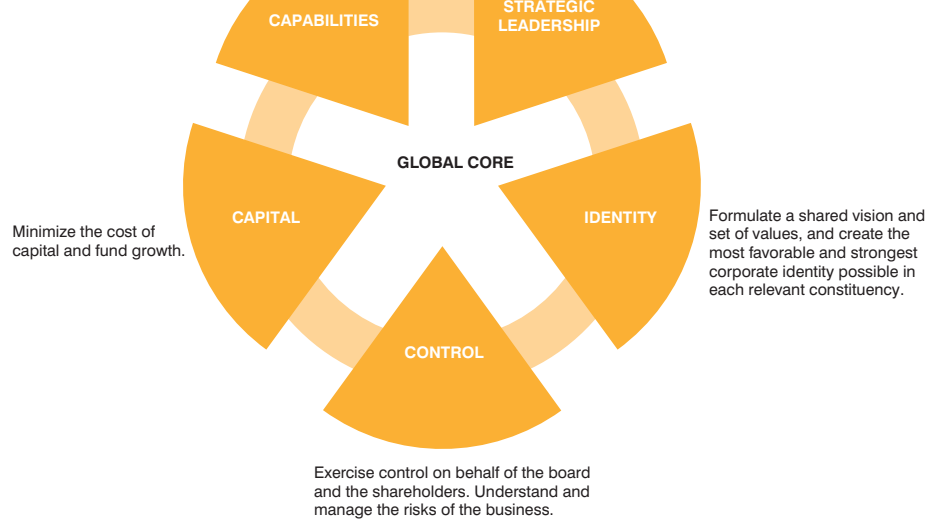 STRATEGIC
LEADERSHIP
CAPABILITIES
GLOBAL CORE
CAPITAL
IDENTITY
Minimize the cost of
capital and fund growth.
Formulate a shared vision and
set of values, and create the
most favorable and strongest
corporate identity possible in
each relevant constituency.
CONTROL
Exercise control on behalf of the board
and the shareholders. Understand and
manage the risks of the business.